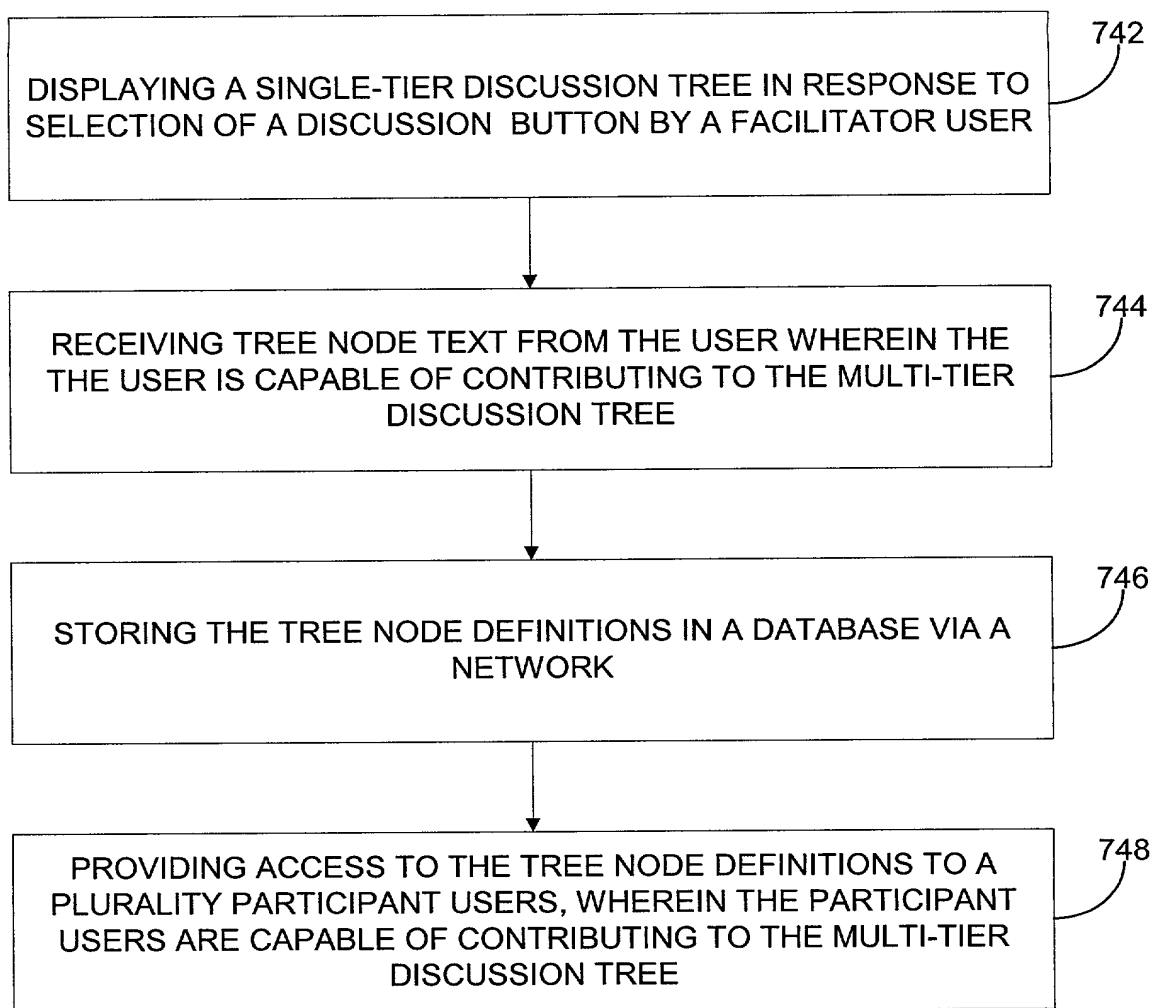 742
DISPLAYING A SINGLE-TIER DISCUSSION TREE IN RESPONSE TO
SELECTION OF A DISCUSSION BUTTON BY A FACILITATOR USER
744
RECEIVING TREE NODE TEXT FROM THE USER WHEREIN THE
THE USER IS CAPABLE OF CONTRIBUTING TO THE MULTI-TIER
DISCUSSION TREE
746
STORING THE TREE NODE DEFINITIONS IN A DATABASE VIA A
NETWORK
748
PROVIDING ACCESS TO THE TREE NODE DEFINITIONS TO A
PLURALITY PARTICIPANT USERS, WHEREIN THE PARTICIPANT
USERS ARE CAPABLE OF CONTRIBUTING TO THE MULTI-TIER
DISCUSSION TREE